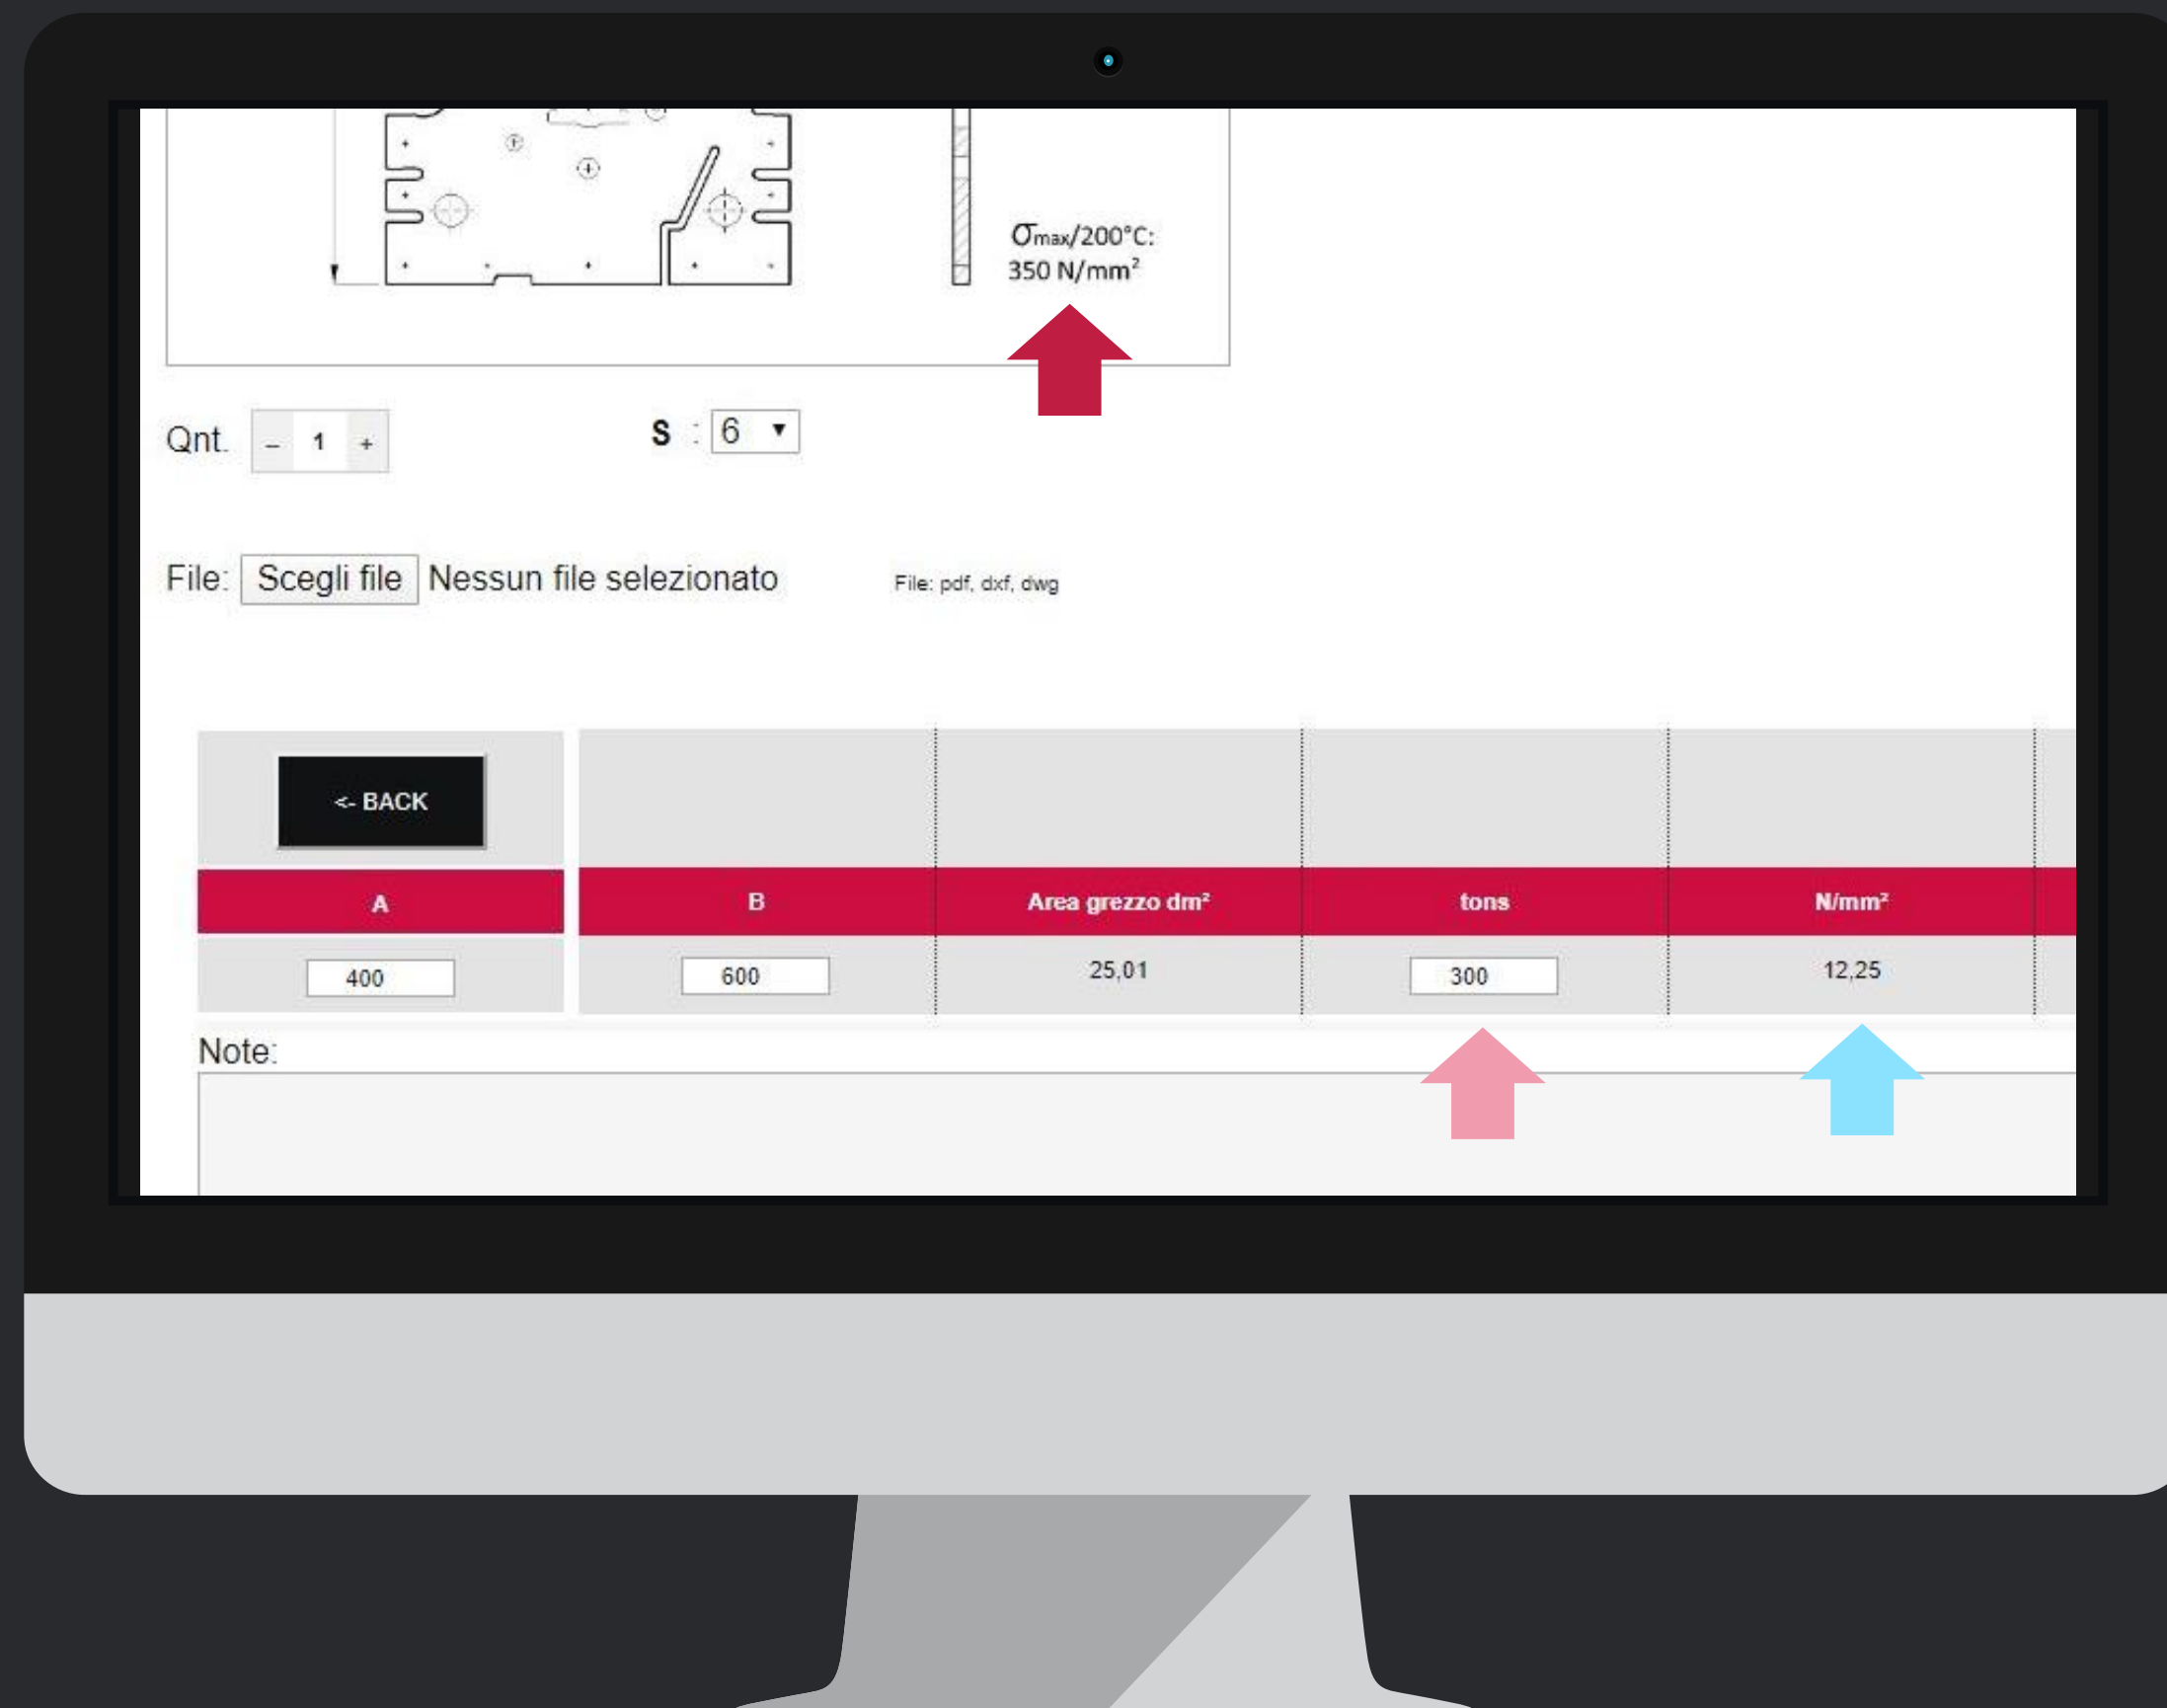 σmax/200°C:
350 N/mm²
Qnt. – 1 +
S : 6 ▼
File: Scegli file Nessun file selezionato File: pdf, dxf, dwg
<- BACK
A B Area grezzo dm² tons N/mm²
400 600 25,01 300 12,25
Note: